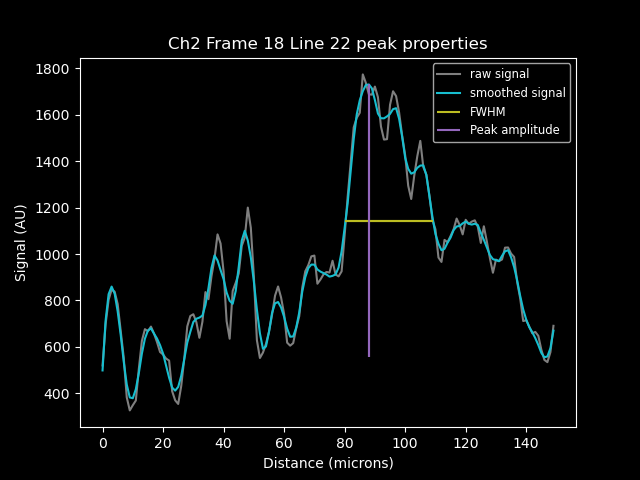 Ch2 Frame 18 Line 22 peak properties
raw signal
smoothed signal
FWHM
Peak amplitude
Signal (AU)
1800
1600
1400
1200
1000
800
600
400
0 20 40 60 80 100 120 140
Distance (microns)